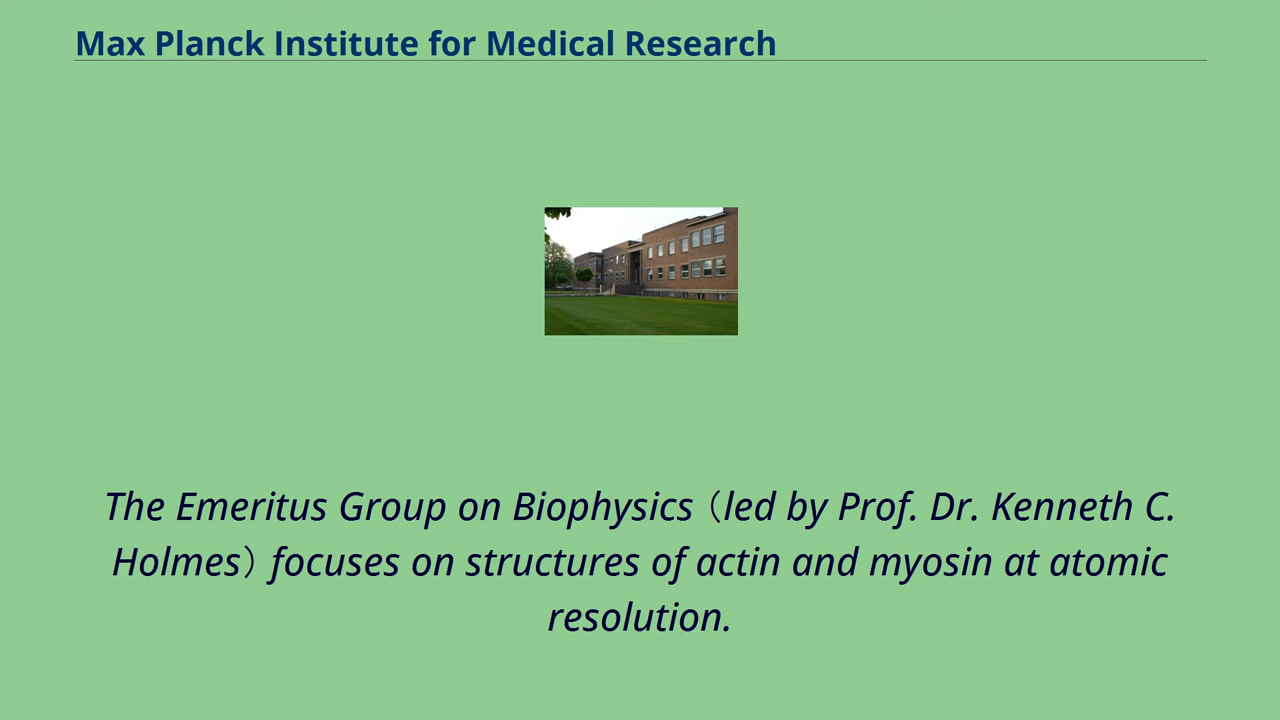 Max Planck Institute for Medical Research
The Emeritus Group on Biophysics（led by Prof. Dr. Kenneth C.
Holmes）focuses on structures of actin and myosin at atomic
resolution.